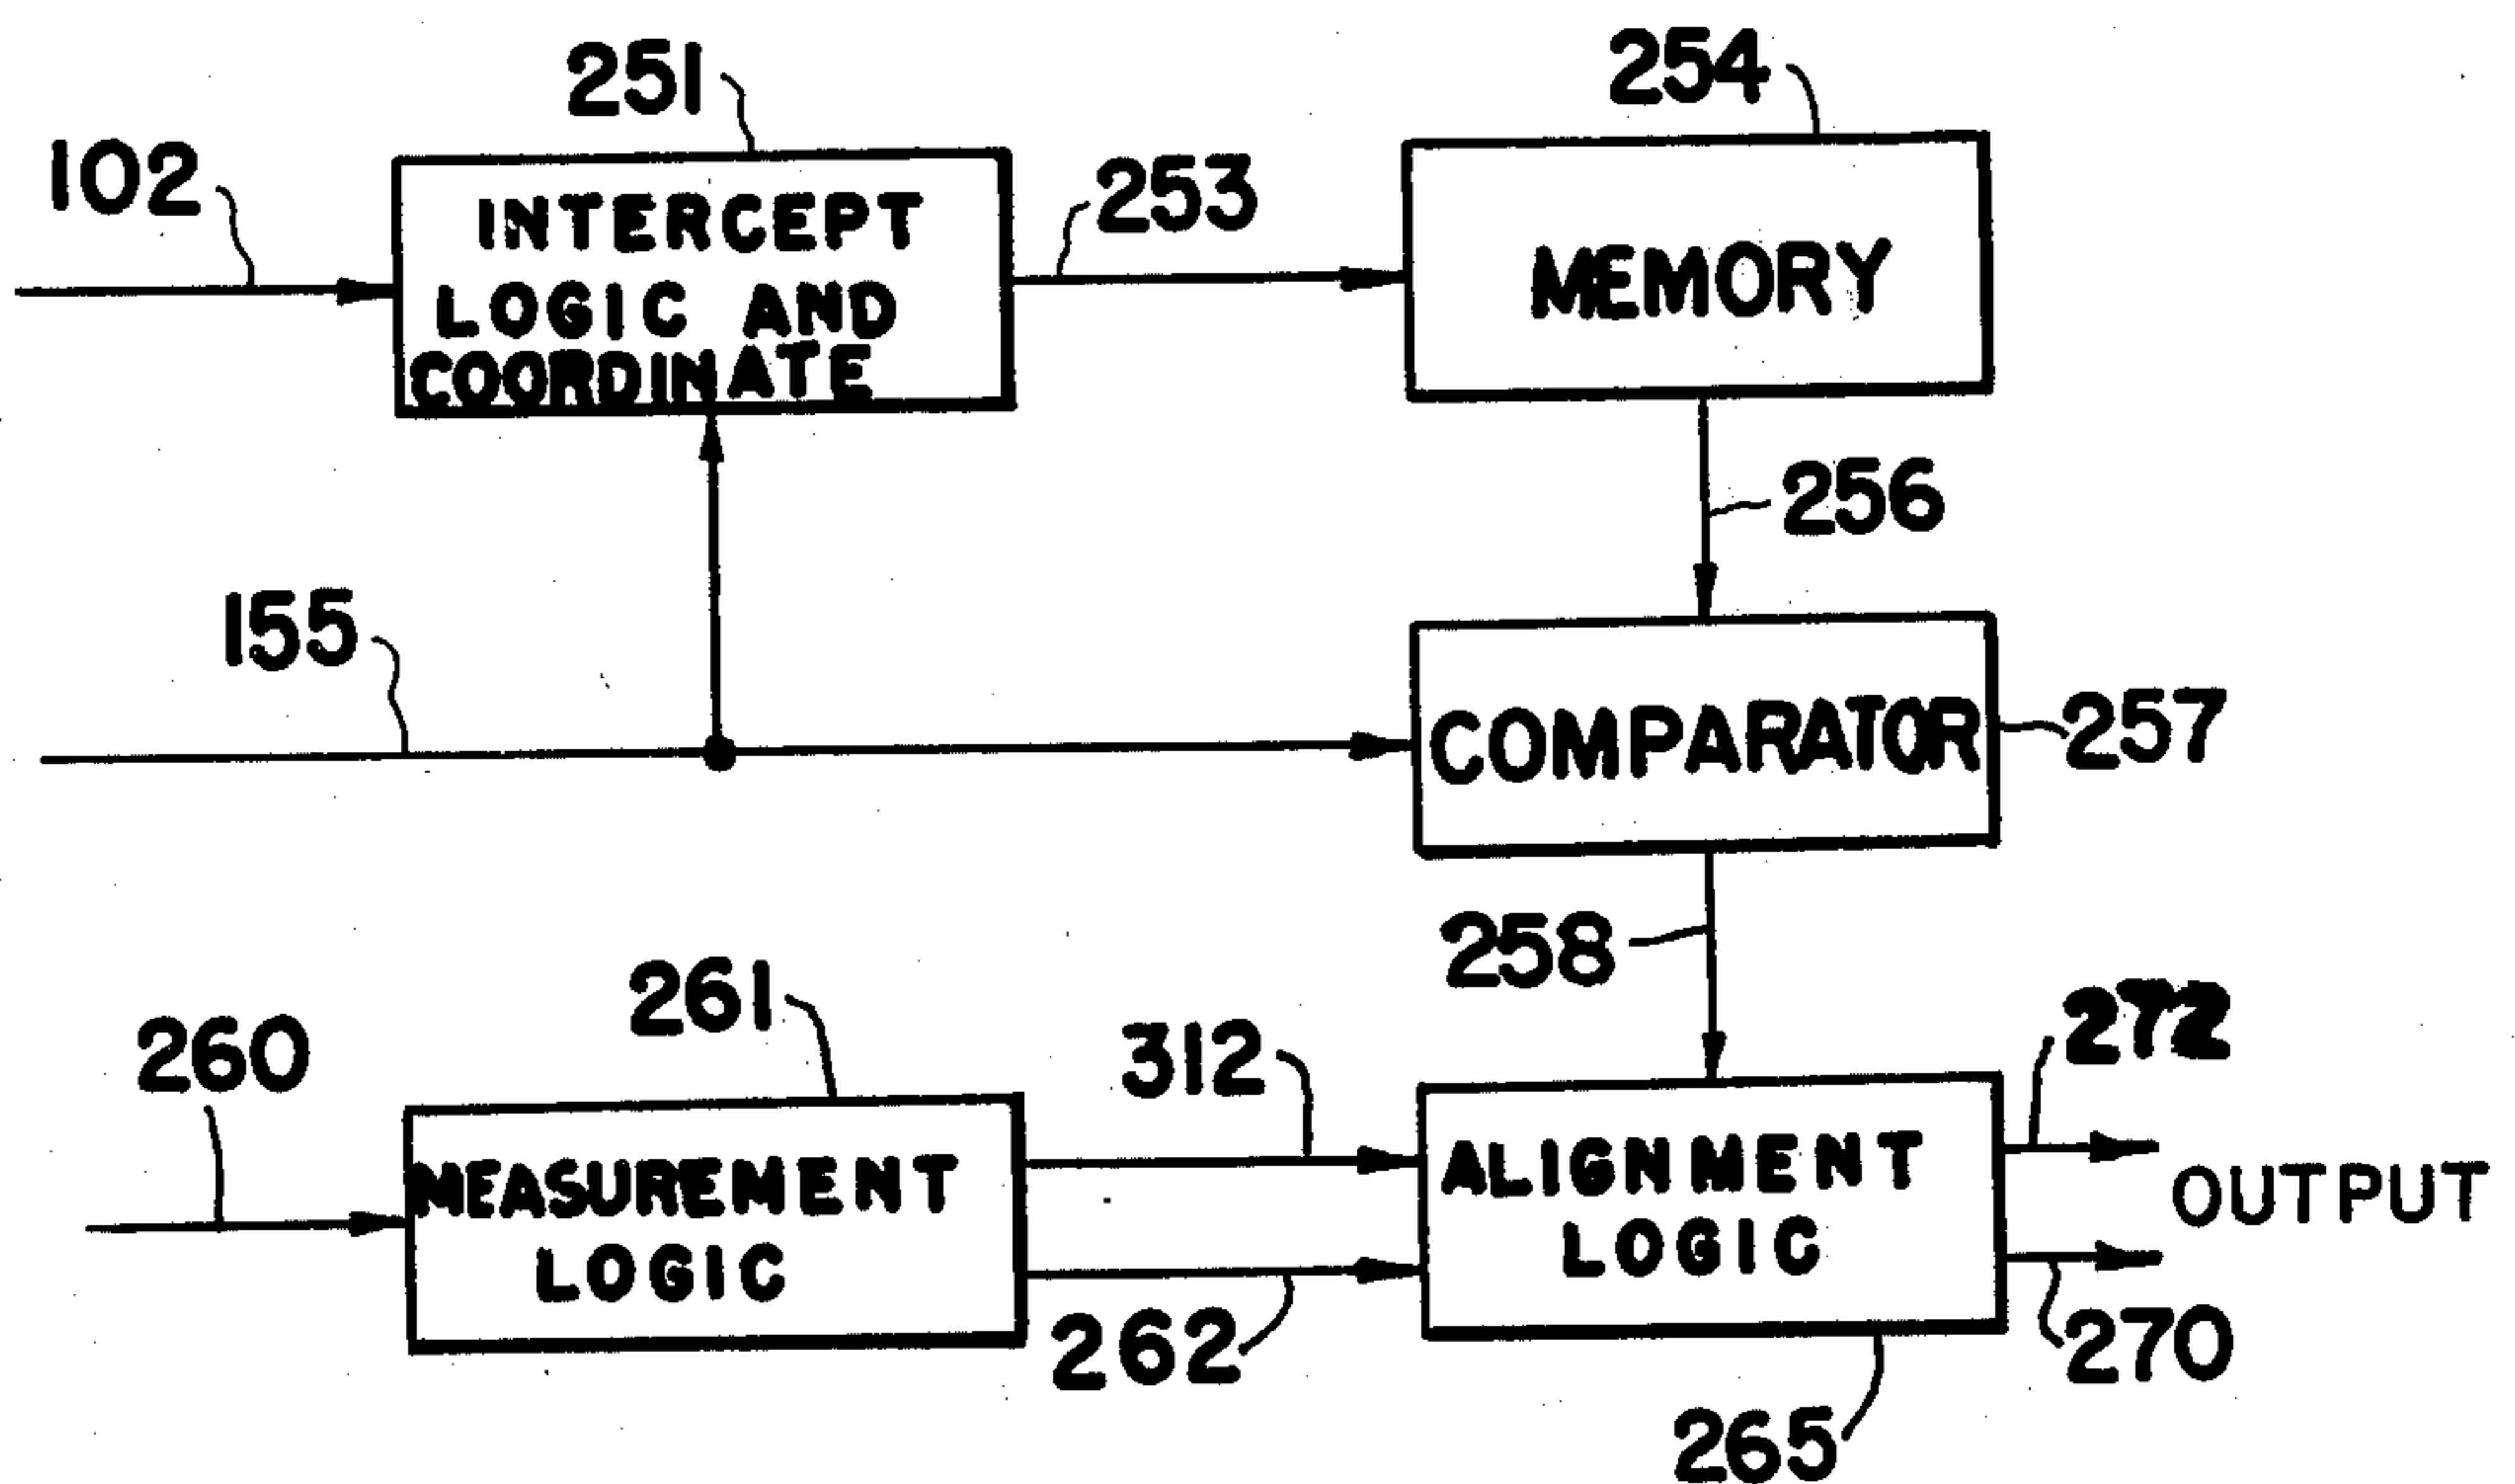 251
254
102
253
INTERCEPT
LOGIC AND
COORDINATE
MEMORY
256
155
COMPARATOR
257
258
261
272
260
312
MEASUREMENT
LOGIC
ALIGNMENT
LOGIC
OUTPUT
262
270
265